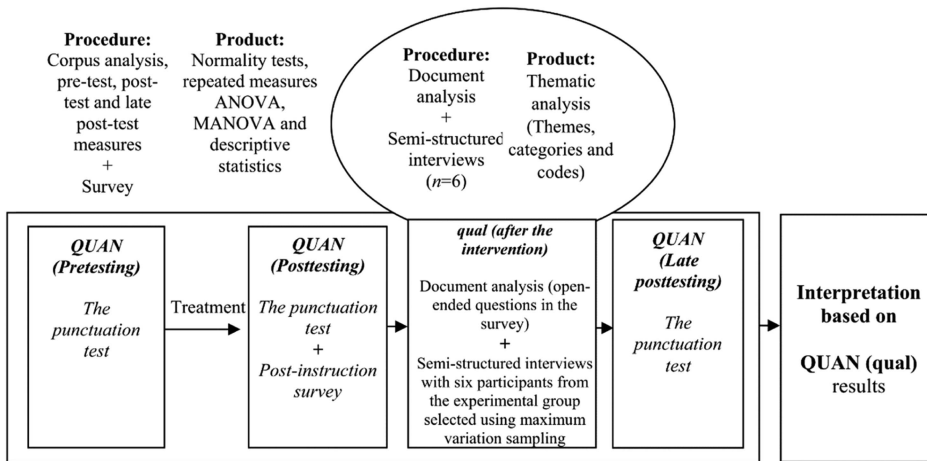 Procedure:
Corpus analysis,
pre-test, post-
test and late
post-test
measures
+
Survey
Product:
Normality tests,
repeated measures
ANOVA,
MANOVA and
descriptive
statistics
Procedure:
Document
analysis
+
Semi-structured
interviews
(n=6)
Product:
Thematic
analysis
(Themes,
categories and
codes)
QUAN
(Pretesting)
The
punctuation
test
Treatment
QUAN
(Posttesting)
The punctuation
test
+
Post-instruction
survey
qual (after the
intervention)
Document analysis (open-
ended questions in the
survey)
+
Semi-structured interviews
with six participants from
the experimental group
selected using maximum
variation sampling
QUAN
(Late
posttesting)
The
punctuation
test
Interpretation
based on
QUAN (qual)
results